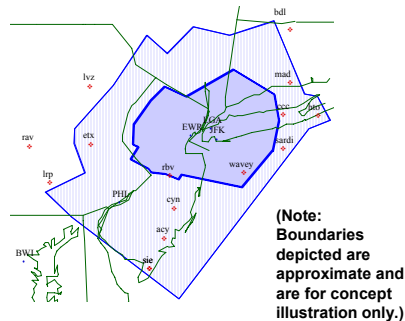 bdl
lvz
mad
ccc
hto
LGA
EWR
JFK
rav
etx
sardi
lrp
rbv
wavey
PHL
cyn
acy
sie
BWI
(Note:
Boundaries
depicted are
approximate and
are for concept
illustration only.)